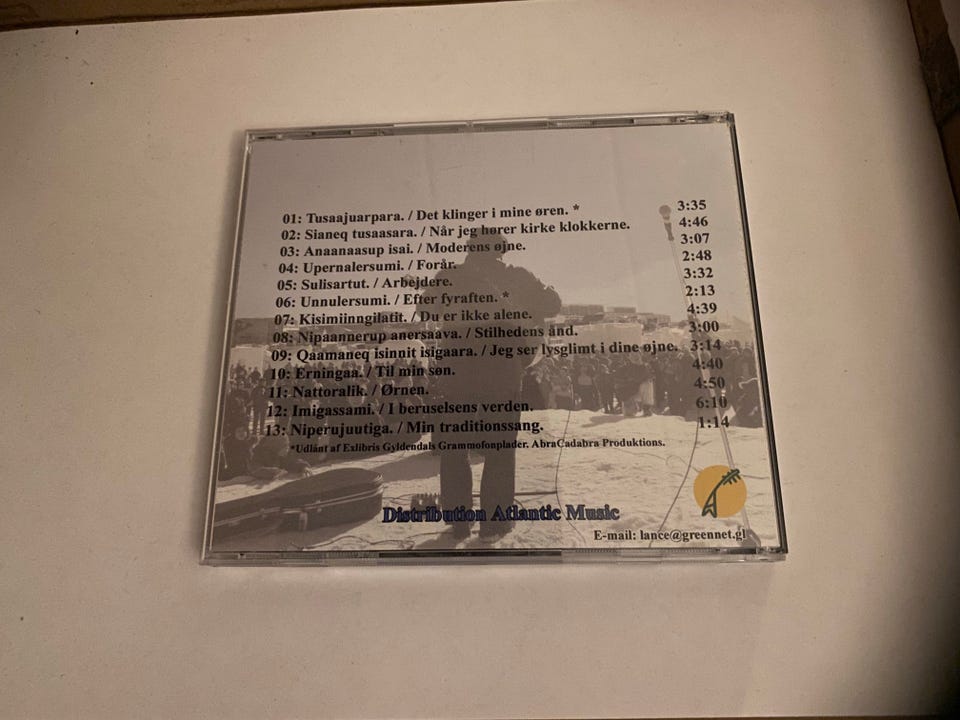 01: Tusaajuarpara. / Det klinger i mine øren. * 3:35
02: Sianeq tusaasara. / Når jeg hører kirke klokkerne. 4:46
03: Anaanaasup isai. / Moderens øjne. 3:07
04: Upernalersumi. / Forår. 2:48
05: Sulisartut. / Arbejdere. 3:32
06: Unnulersumi. / Efter fyraften. * 2:13
07: Kisimiinngilatit. / Du er ikke alene. 4:39
08: Nipaannerup anersaava. / Stilhedens ånd. 3:00
09: Qaamaneq isinnit isigaara. / Jeg ser lysglimt i dine øjne. 3:14
10: Erningaa. / Til min søn. 4:40
11: Nattoralik. / Ørnen. 4:50
12: Imigassami. / I beruselsens verden. 6:10
13: Niperujuutiga. / Min traditionssang. 1:14
*Udlånt af Exlibris Gyldendals Grammofonplader. AbraCadabra Produktions.
Distribution Atlantic Music
E-mail: lance@greennet.gl